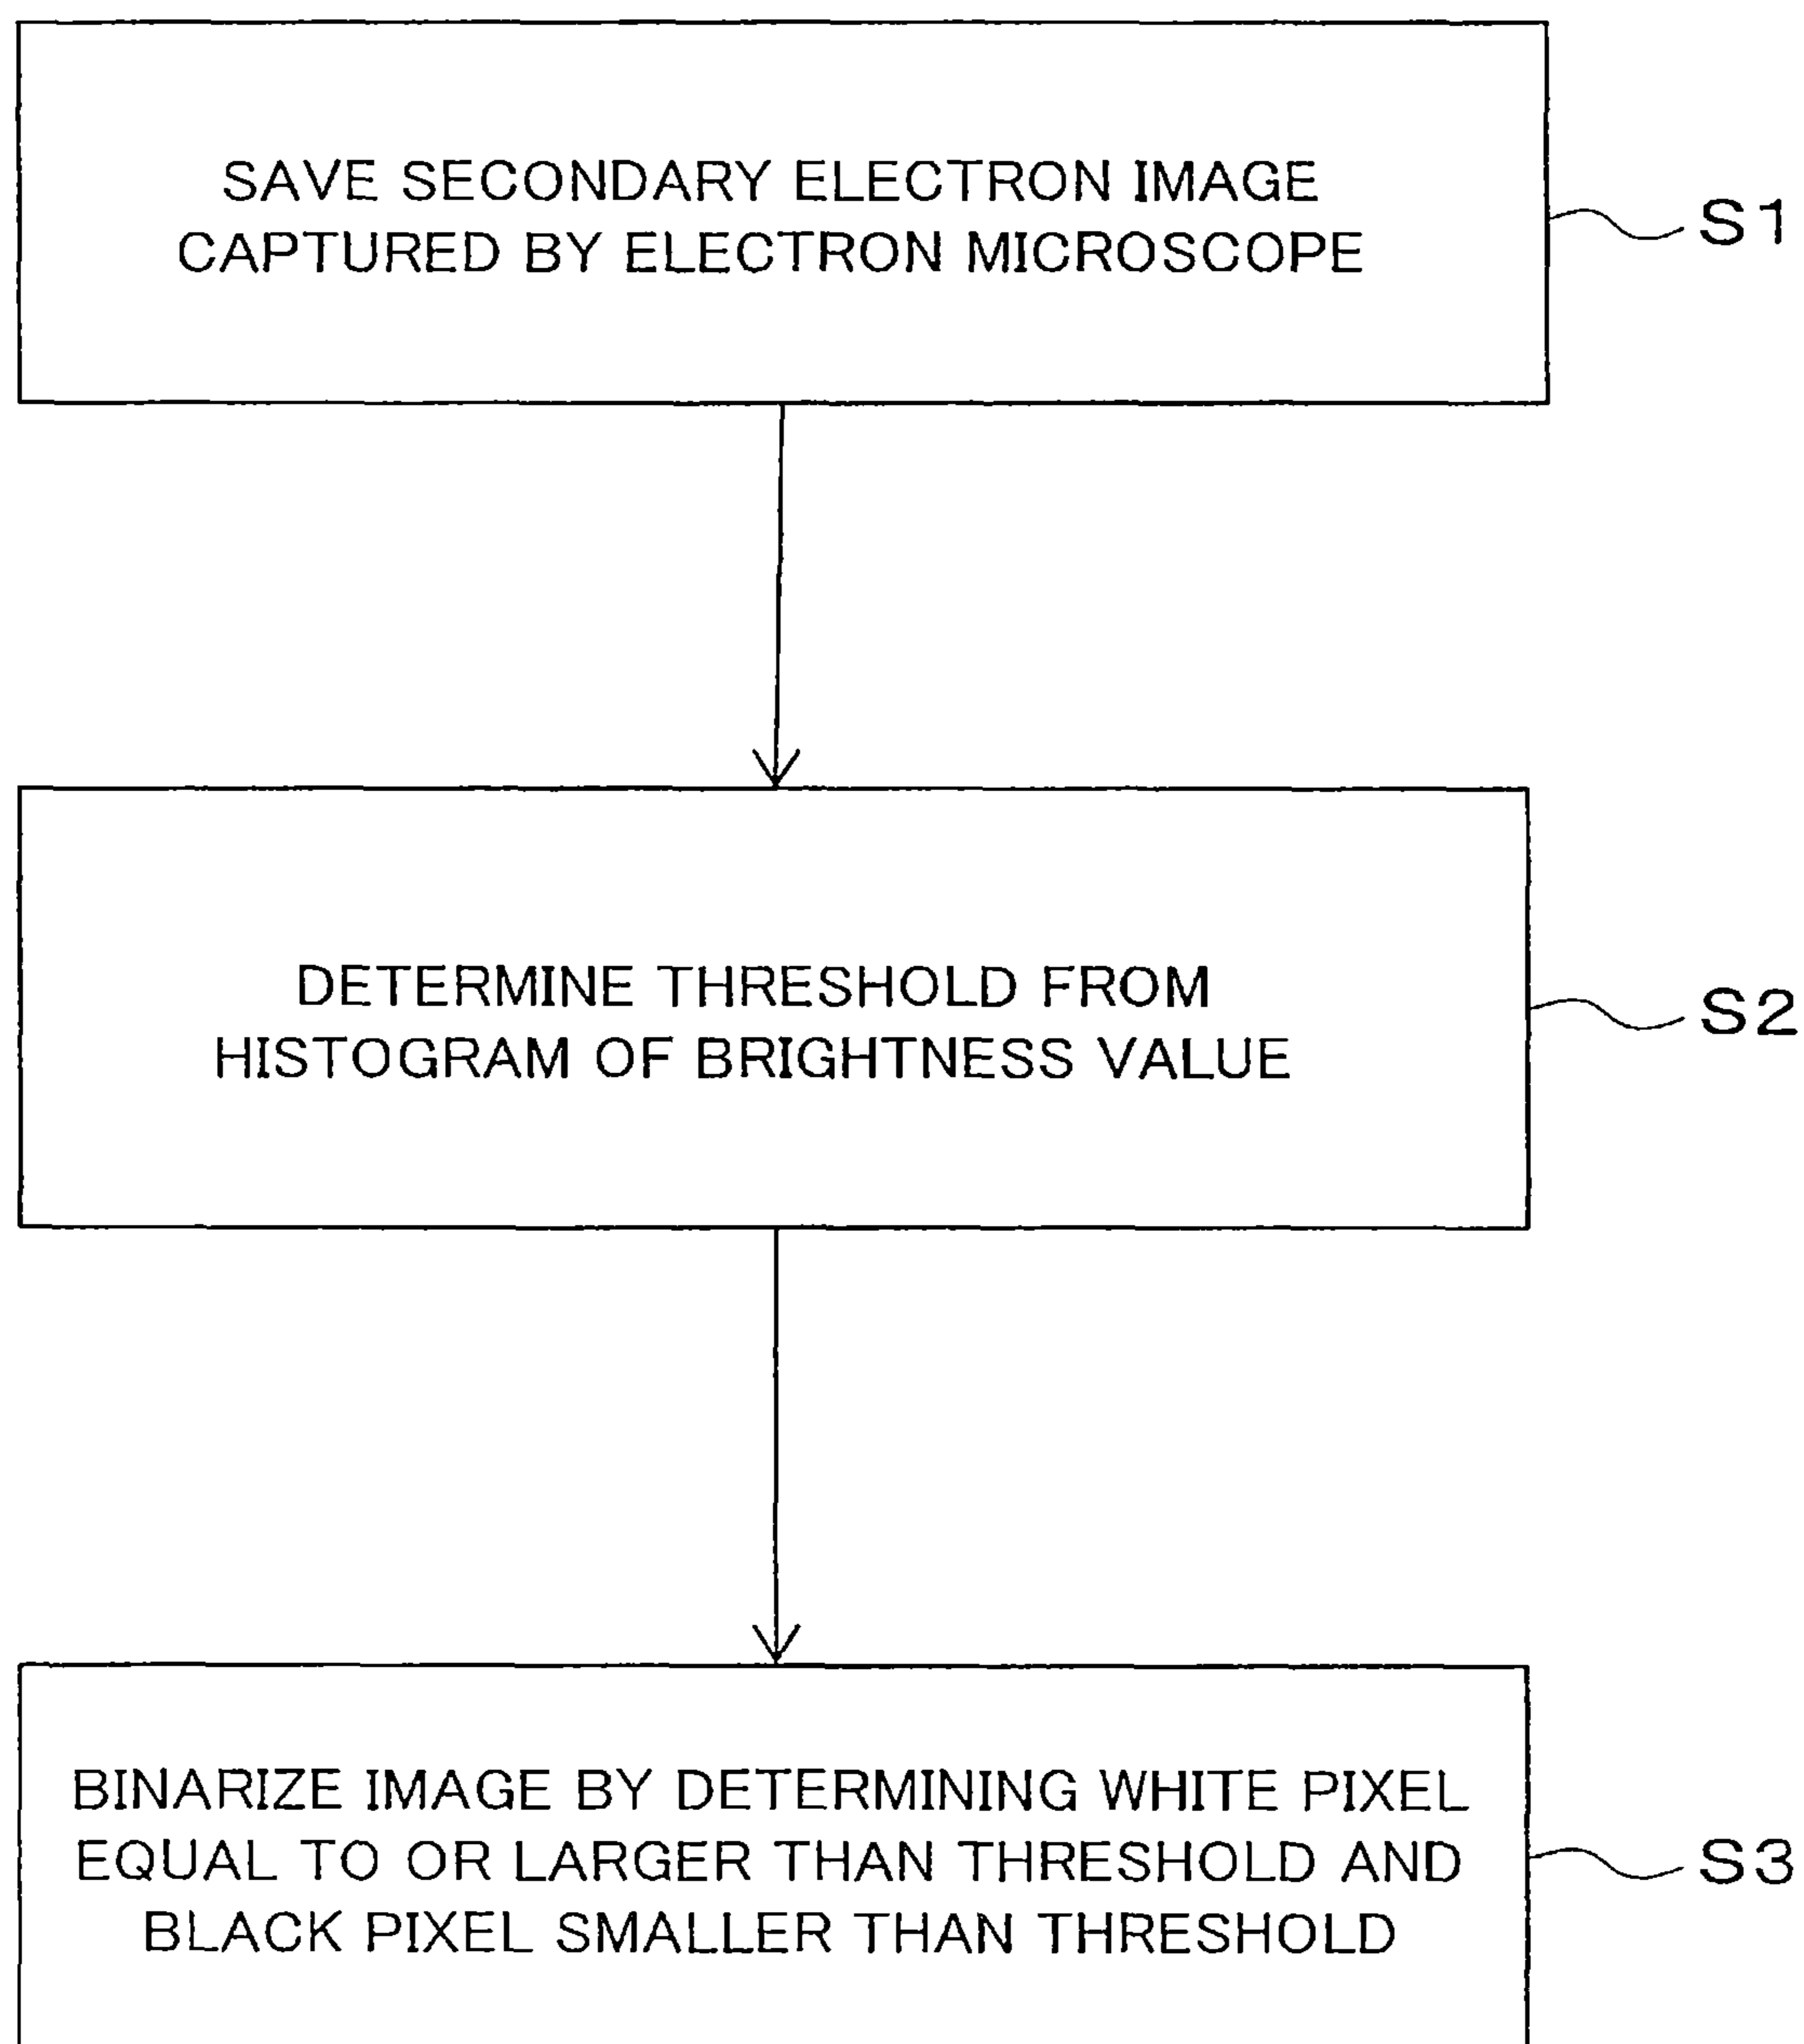 SAVE SECONDARY ELECTRON IMAGE
CAPTURED BY ELECTRON MICROSCOPE
S1
DETERMINE THRESHOLD FROM
HISTOGRAM OF BRIGHTNESS VALUE
S2
BINARIZE IMAGE BY DETERMINING WHITE PIXEL
EQUAL TO OR LARGER THAN THRESHOLD AND
BLACK PIXEL SMALLER THAN THRESHOLD
S3